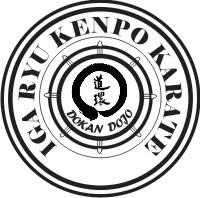 IGA RYU KENPO KARATE
道
環
DOKAN DOJO